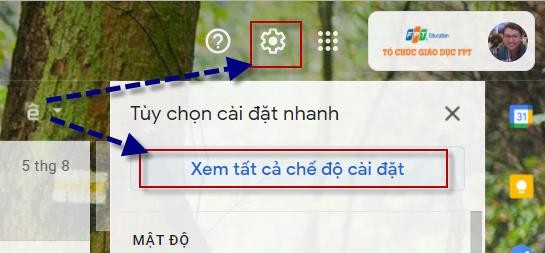 FPT Education
TỔ CHỨC GIÁO DỤC FPT
ê
Tùy chọn cài đặt nhanh
31
5 thg 8
Xem tất cả chế độ cài đặt
MẬT ĐỘ